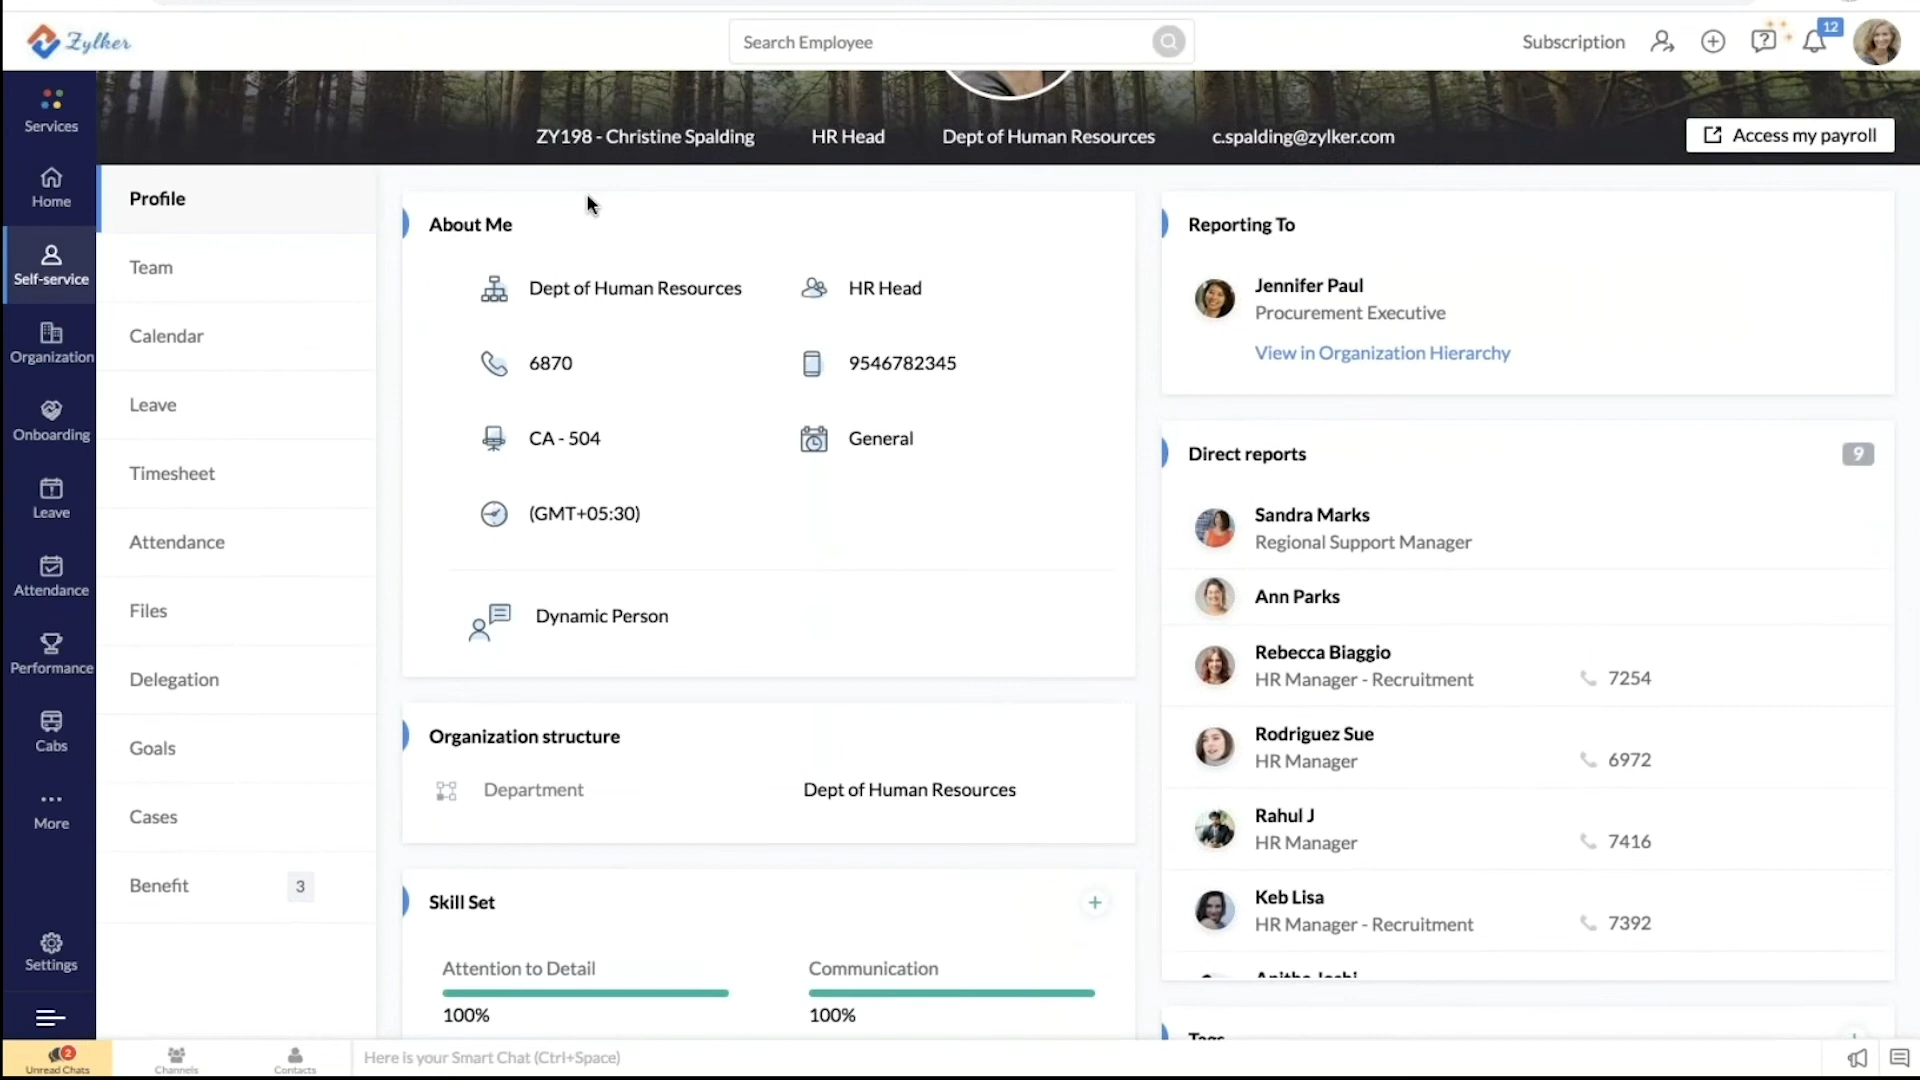 Zylker
Search Employee
Subscription
12
ZY198 - Christine Spalding
HR Head
Dept of Human Resources
c.spalding@zylker.com
Access my payroll
Services
Home
Self-service
Organization
Onboarding
Leave
Attendance
Performance
Cabs
More
Settings
Profile
Team
Calendar
Leave
Timesheet
Attendance
Files
Delegation
Goals
Cases
Benefit 3
About Me
Dept of Human Resources
HR Head
6870
9546782345
CA - 504
General
(GMT+05:30)
Dynamic Person
Organization structure
Department
Dept of Human Resources
Skill Set
Attention to Detail
100%
Communication
100%
Reporting To
Jennifer Paul
Procurement Executive
View in Organization Hierarchy
Direct reports 9
Sandra Marks
Regional Support Manager
Ann Parks
Rebecca Biaggio
HR Manager - Recruitment
7254
Rodriguez Sue
HR Manager
6972
Rahul J
HR Manager
7416
Keb Lisa
HR Manager - Recruitment
7392
Tags
2
Unread Chats
Channels
Contacts
Here is your Smart Chat (Ctrl+Space)